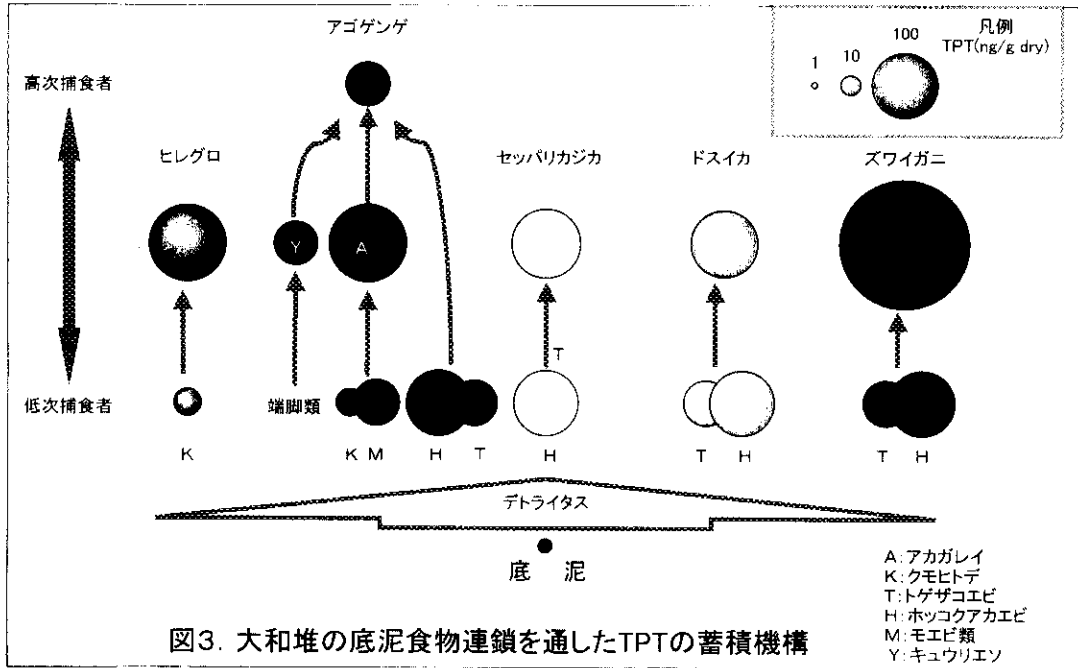 アゴゲンゲ
凡例
TPT(ng/g dry)
1 10 100
高次捕食者
ヒレグロ セッパリカジカ ドスイカ ズワイガニ
Y A
T
低次捕食者 端脚類
K K M H T H T H T H
デトライタス
底 泥
A:アカガレイ
K:クモヒトデ
T:トゲザコエビ
H:ホッコクアカエビ
M:モエビ類
Y:キュウリエソ
図3. 大和堆の底泥食物連鎖を通したTPTの蓄積機構